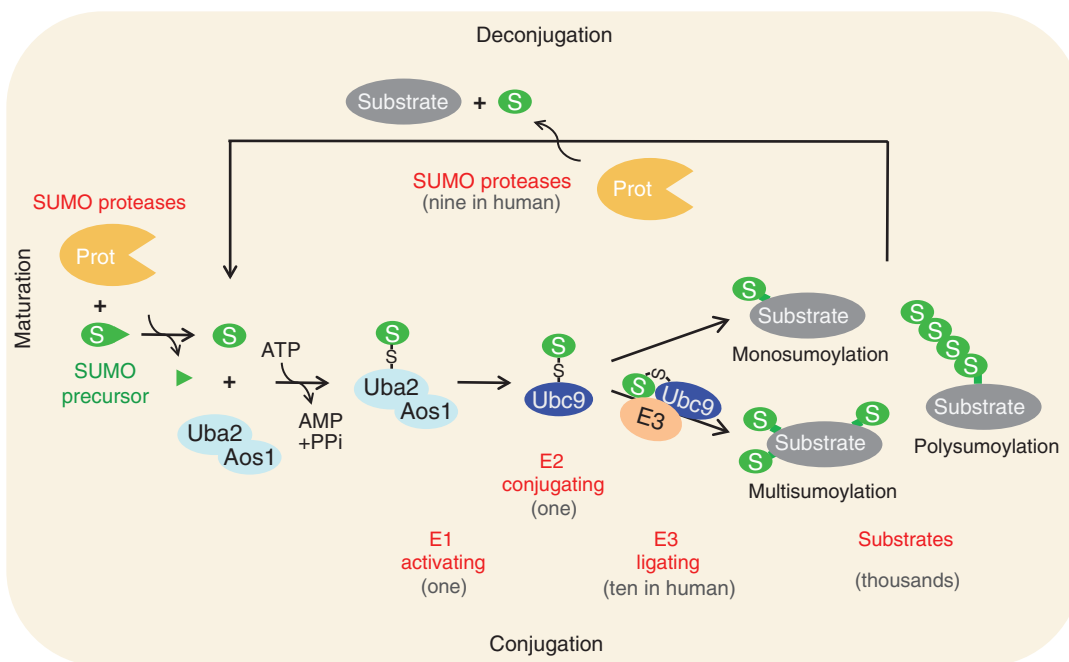 Deconjugation
Substrate + S
SUMO proteases
(nine in human)
Prot
SUMO proteases
Prot
+
Maturation
S
SUMO
precursor
S
+
Uba2
Aos1
ATP
AMP
+PPi
S
S
Uba2
Aos1
S
S
Ubc9
S
S
Ubc9
E3
S
Substrate
Monosumoylation
S
S
S
Substrate
Multisumoylation
S
S
S
S
Substrate
Polysumoylation
E1
activating
(one)
E2
conjugating
(one)
E3
ligating
(ten in human)
Substrates
(thousands)
Conjugation